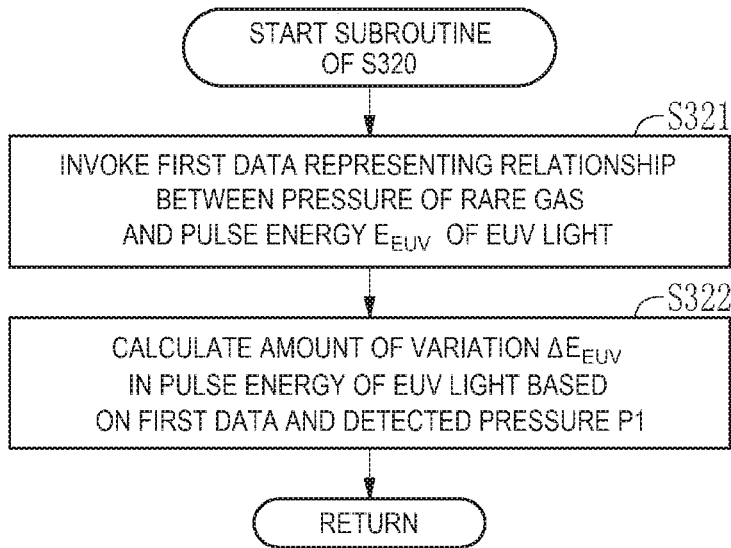 START SUBROUTINE
OF S320
S321
INVOKE FIRST DATA REPRESENTING RELATIONSHIP
BETWEEN PRESSURE OF RARE GAS
AND PULSE ENERGY EEUV OF EUV LIGHT
S322
CALCULATE AMOUNT OF VARIATION ΔEEUV
IN PULSE ENERGY OF EUV LIGHT BASED
ON FIRST DATA AND DETECTED PRESSURE P1
RETURN